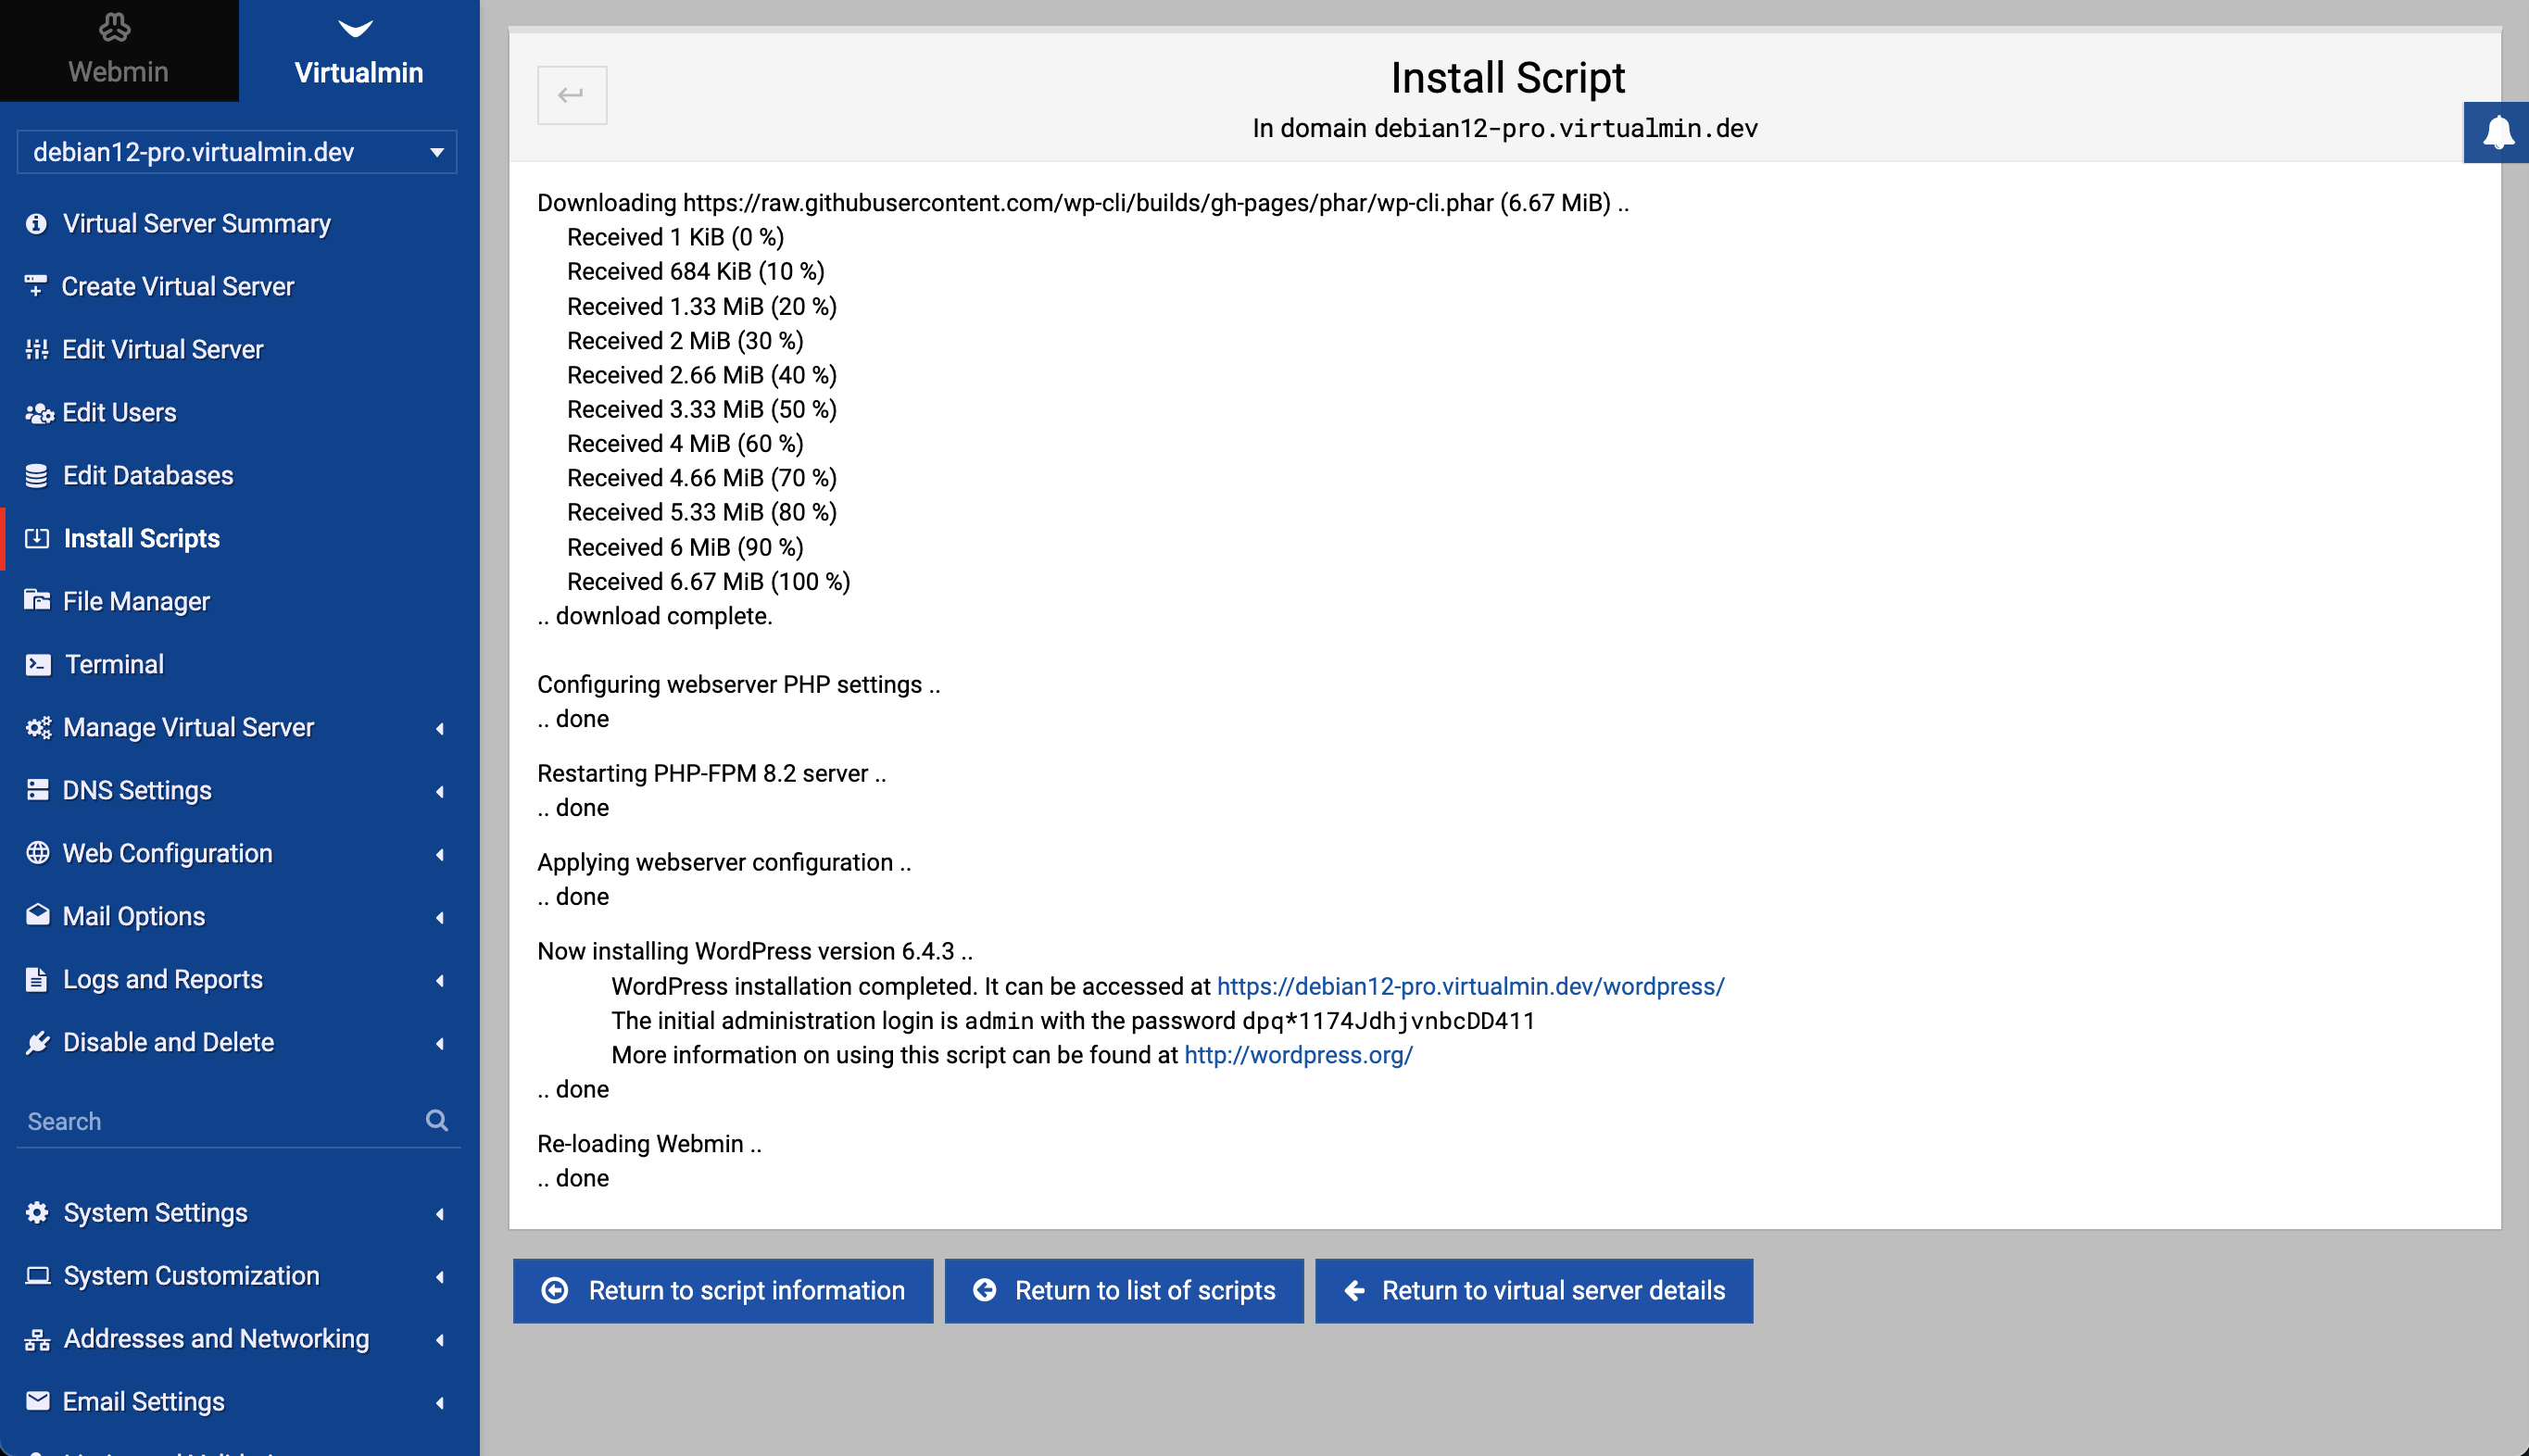 Webmin
Virtualmin
debian12-pro.virtualmin.dev
Virtual Server Summary
Create Virtual Server
Edit Virtual Server
Edit Users
Edit Databases
Install Scripts
File Manager
Terminal
Manage Virtual Server
DNS Settings
Web Configuration
Mail Options
Logs and Reports
Disable and Delete
Search
System Settings
System Customization
Addresses and Networking
Email Settings
Install Script
In domain debian12-pro.virtualmin.dev
Downloading https://raw.githubusercontent.com/wp-cli/builds/gh-pages/phar/wp-cli.phar (6.67 MiB) ..
Received 1 KiB (0 %)
Received 684 KiB (10 %)
Received 1.33 MiB (20 %)
Received 2 MiB (30 %)
Received 2.66 MiB (40 %)
Received 3.33 MiB (50 %)
Received 4 MiB (60 %)
Received 4.66 MiB (70 %)
Received 5.33 MiB (80 %)
Received 6 MiB (90 %)
Received 6.67 MiB (100 %)
.. download complete.
Configuring webserver PHP settings ..
.. done
Restarting PHP-FPM 8.2 server ..
.. done
Applying webserver configuration ..
.. done
Now installing WordPress version 6.4.3 ..
WordPress installation completed. It can be accessed at https://debian12-pro.virtualmin.dev/wordpress/
The initial administration login is admin with the password dpq*1174JdhjvnbcDD411
More information on using this script can be found at http://wordpress.org/
.. done
Re-loading Webmin ..
.. done
Return to script information
Return to list of scripts
Return to virtual server details